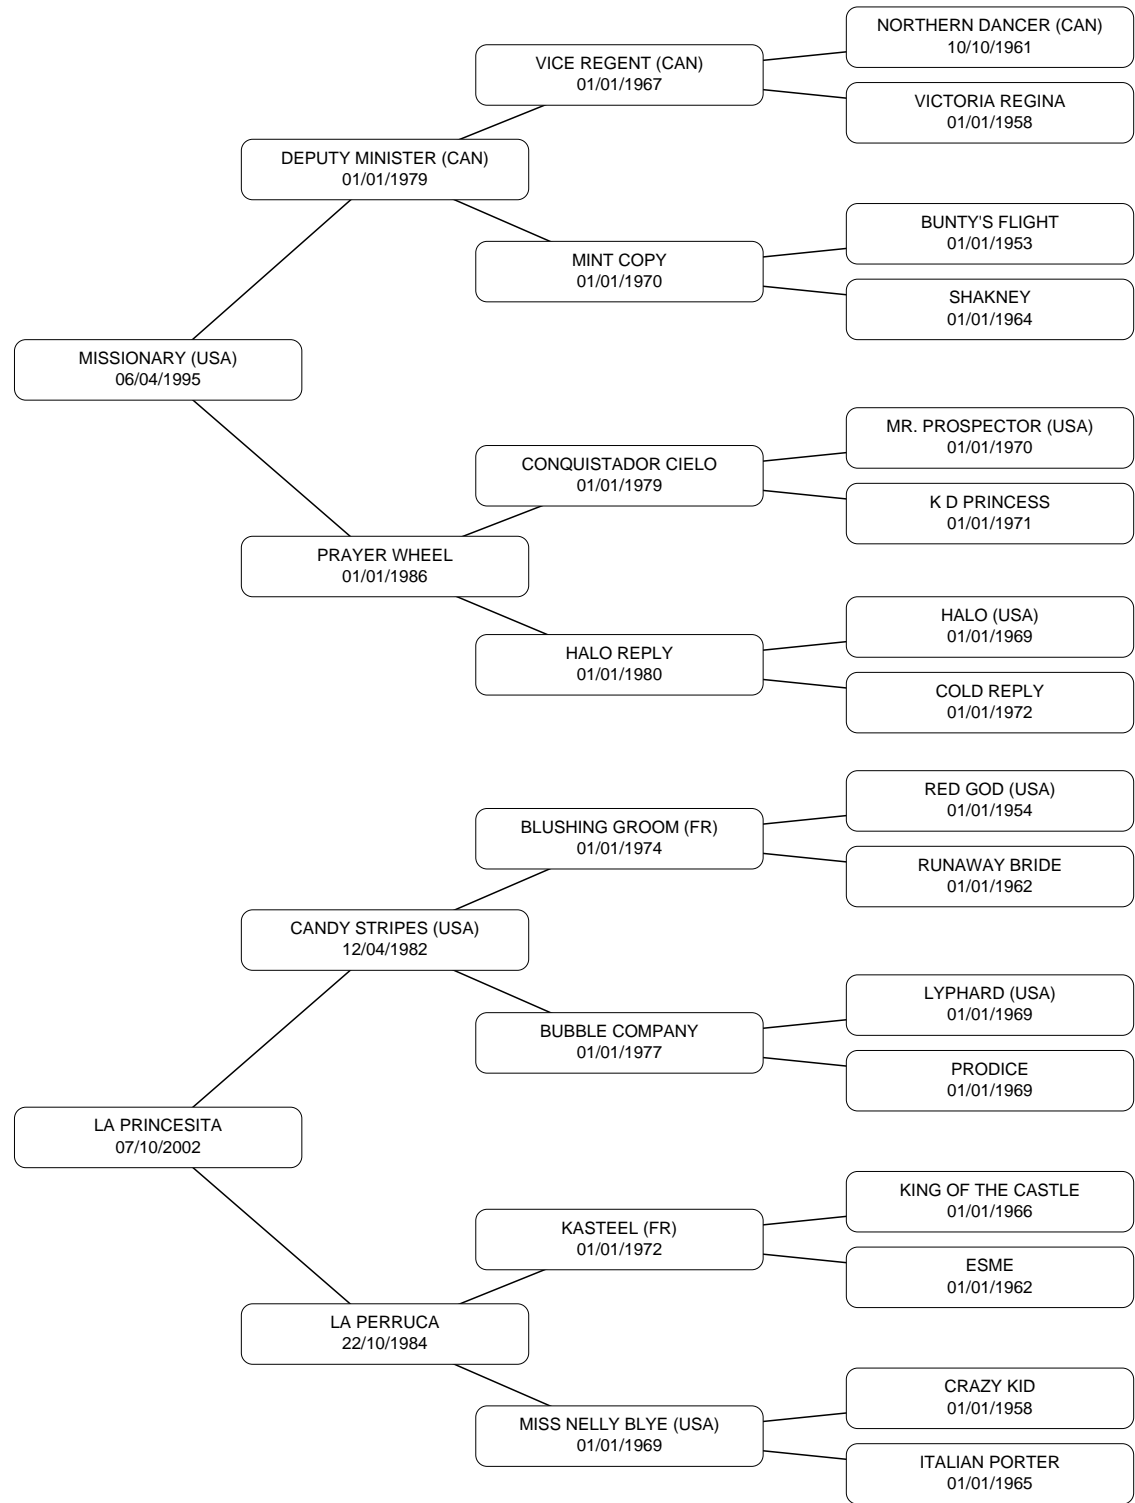 NORTHERN DANCER (CAN)
10/10/1961
VICE REGENT (CAN)
01/01/1967
VICTORIA REGINA
01/01/1958
DEPUTY MINISTER (CAN)
01/01/1979
BUNTY'S FLIGHT
01/01/1953
MINT COPY
01/01/1970
SHAKNEY
01/01/1964
MISSIONARY (USA)
06/04/1995
MR. PROSPECTOR (USA)
01/01/1970
CONQUISTADOR CIELO
01/01/1979
K D PRINCESS
01/01/1971
PRAYER WHEEL
01/01/1986
HALO (USA)
01/01/1969
HALO REPLY
01/01/1980
COLD REPLY
01/01/1972
RED GOD (USA)
01/01/1954
BLUSHING GROOM (FR)
01/01/1974
RUNAWAY BRIDE
01/01/1962
CANDY STRIPES (USA)
12/04/1982
LYPHARD (USA)
01/01/1969
BUBBLE COMPANY
01/01/1977
PRODICE
01/01/1969
LA PRINCESITA
07/10/2002
KING OF THE CASTLE
01/01/1966
KASTEEL (FR)
01/01/1972
ESME
01/01/1962
LA PERRUCA
22/10/1984
CRAZY KID
01/01/1958
MISS NELLY BLYE (USA)
01/01/1969
ITALIAN PORTER
01/01/1965